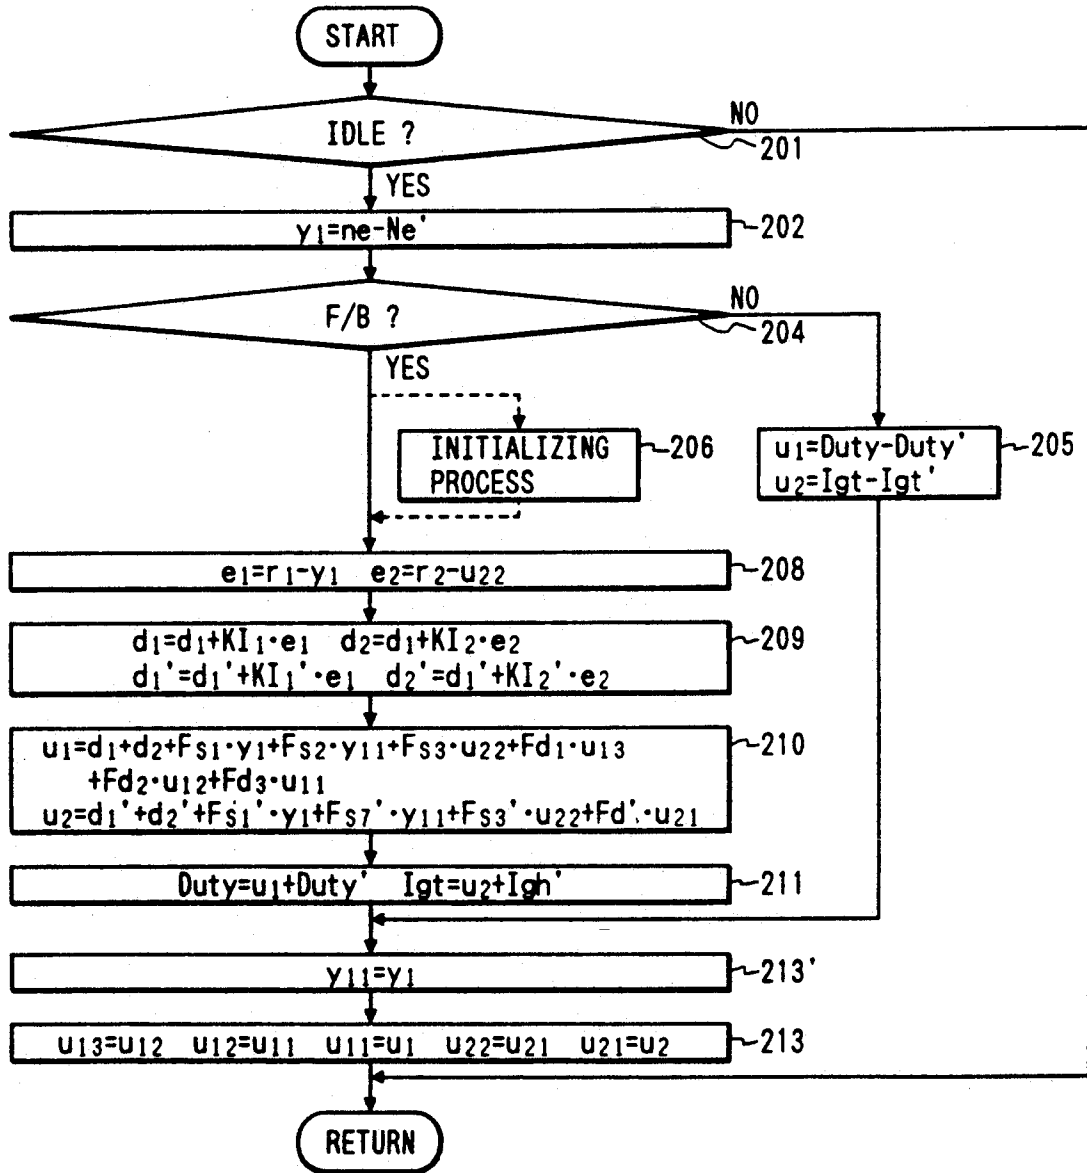 START
IDLE ?
NO
201
YES
y1=ne-Ne'
202
F/B ?
NO
204
YES
INITIALIZING
PROCESS
206
u1=Duty-Duty'
u2=Igt-Igt'
205
e1=r1-y1 e2=r2-u22
208
d1=d1+KI1·e1 d2=d1+KI2·e2
d1'=d1'+KI1'·e1 d2'=d1'+KI2'·e2
209
u1=d1+d2+FS1·y1+FS2·y11+FS3·u22+Fd1·u13
+Fd2·u12+Fd3·u11
u2=d1'+d2'+FS1'·y1+FS7'·y11+FS3'·u22+Fd'·u21
210
Duty=u1+Duty' Igt=u2+Igh'
211
y11=y1
213'
u13=u12 u12=u11 u11=u1 u22=u21 u21=u2
213
RETURN